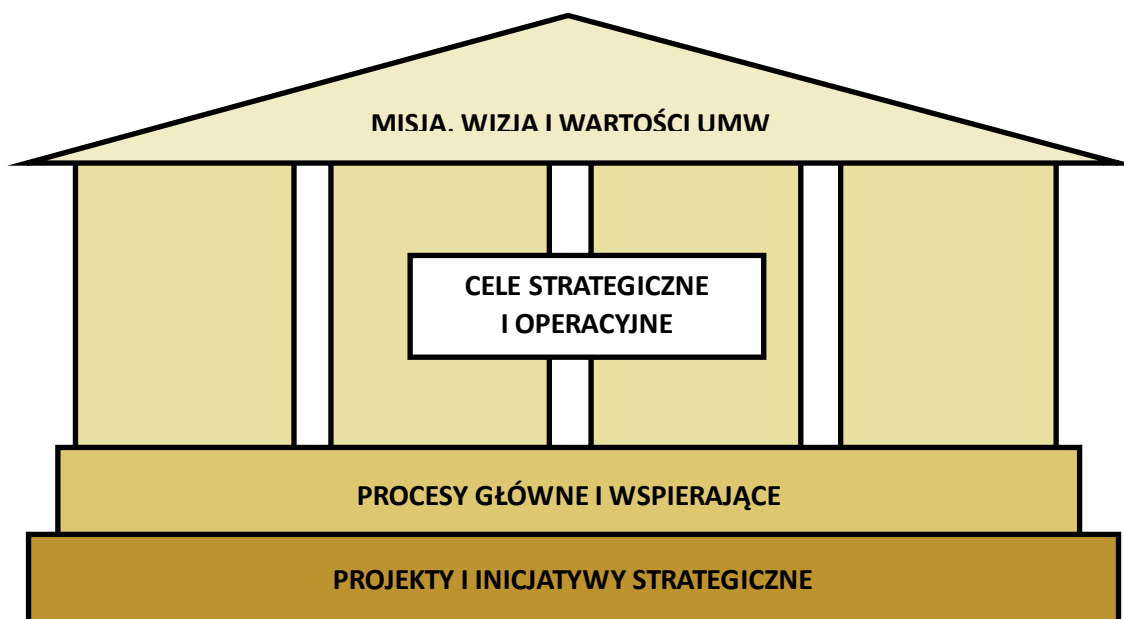 MISJA, WIZJA I WARTOŚCI UMW
CELE STRATEGICZNE
I OPERACYJNE
PROCESY GŁÓWNE I WSPIERAJĄCE
PROJEKTY I INICJATYWY STRATEGICZNE